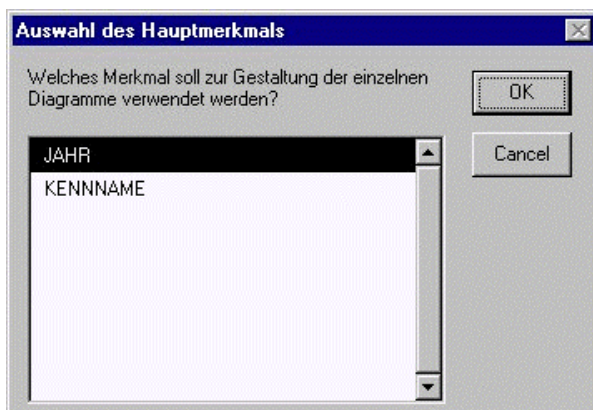 Auswahl des Hauptmerkmals
Welches Merkmal soll zur Gestaltung der einzelnen
Diagramme verwendet werden?
OK
Cancel
JAHR
KENNNAME